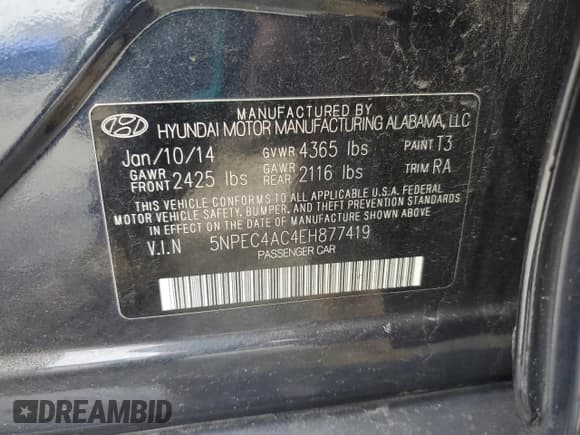 MANUFACTURED BY
HYUNDAI MOTOR MANUFACTURING ALABAMA, LLC
Jan/10/14 GVWR 4365 lbs PAINT T3
GAWR FRONT 2425 lbs GAWR REAR 2116 lbs TRIM RA
THIS VEHICLE CONFORMS TO ALL APPLICABLE U.S.A. FEDERAL
MOTOR VEHICLE SAFETY, BUMPER, AND THEFT PREVENTION STANDARDS
IN EFFECT ON THE DATE OF MANUFACTURE SHOWN ABOVE
V.I.N 5NPEC4AC4EH877419
PASSENGER CAR
DREAMBID